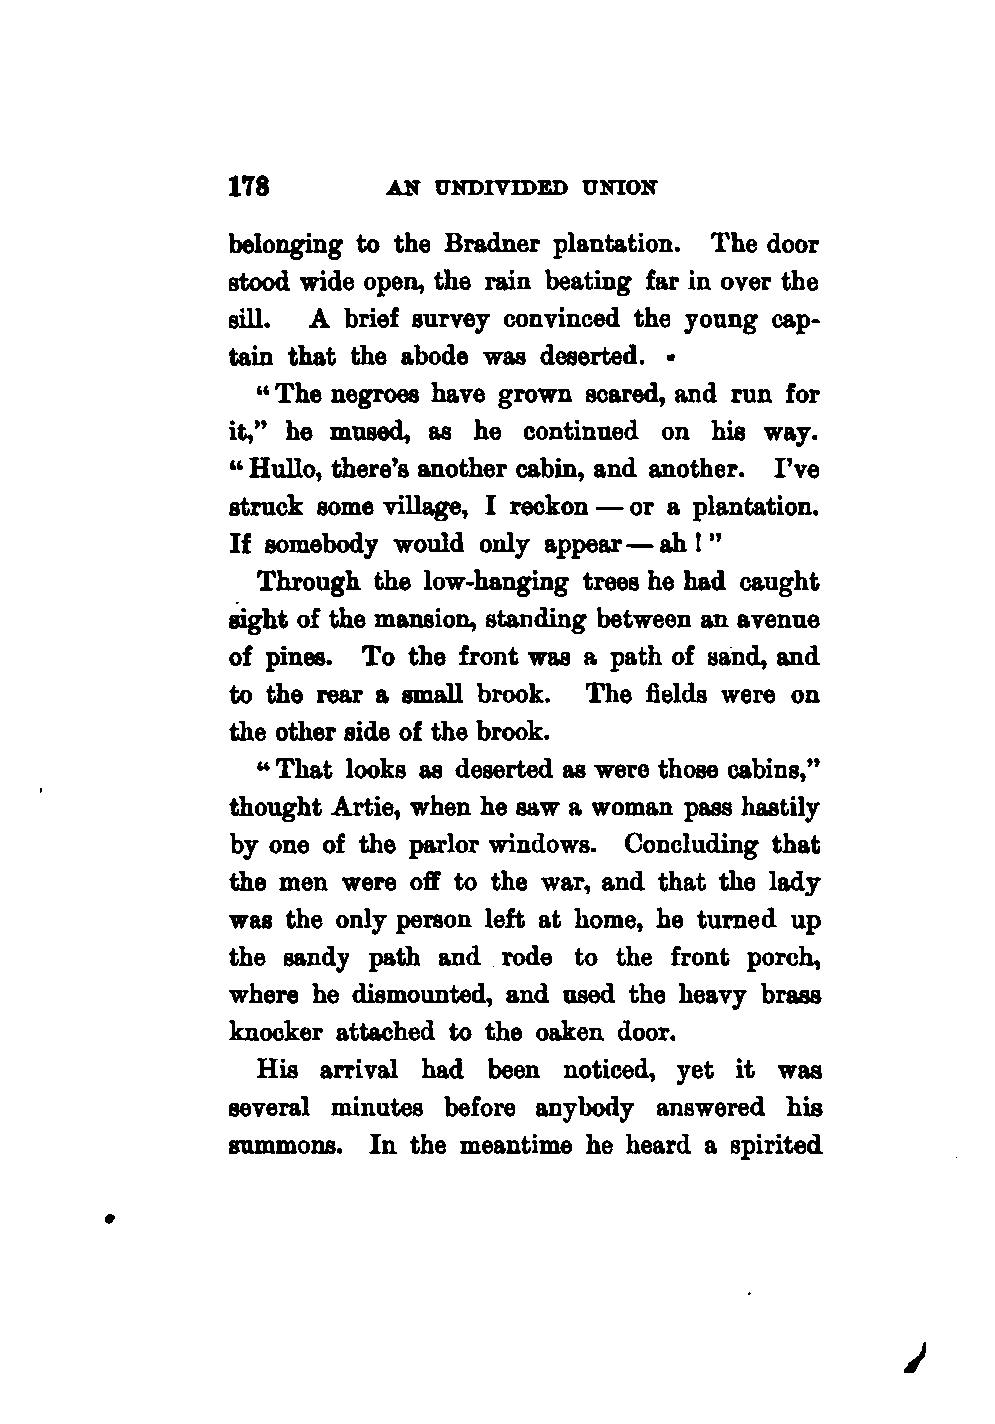 178 AN UNDIVIDED UNION
belonging to the Bradner plantation. The door
stood wide open, the rain beating far in over the
sill. A brief survey convinced the young cap-
tain that the abode was deserted.
"The negroes have grown scared, and run for
it," he mused, as he continued on his way.
"Hullo, there's another cabin, and another. I've
struck some village, I reckon — or a plantation.
If somebody would only appear — ah!"
Through the low-hanging trees he had caught
sight of the mansion, standing between an avenue
of pines. To the front was a path of sand, and
to the rear a small brook. The fields were on
the other side of the brook.
"That looks as deserted as were those cabins,"
thought Artie, when he saw a woman pass hastily
by one of the parlor windows. Concluding that
the men were off to the war, and that the lady
was the only person left at home, he turned up
the sandy path and rode to the front porch,
where he dismounted, and used the heavy brass
knocker attached to the oaken door.
His arrival had been noticed, yet it was
several minutes before anybody answered his
summons. In the meantime he heard a spirited